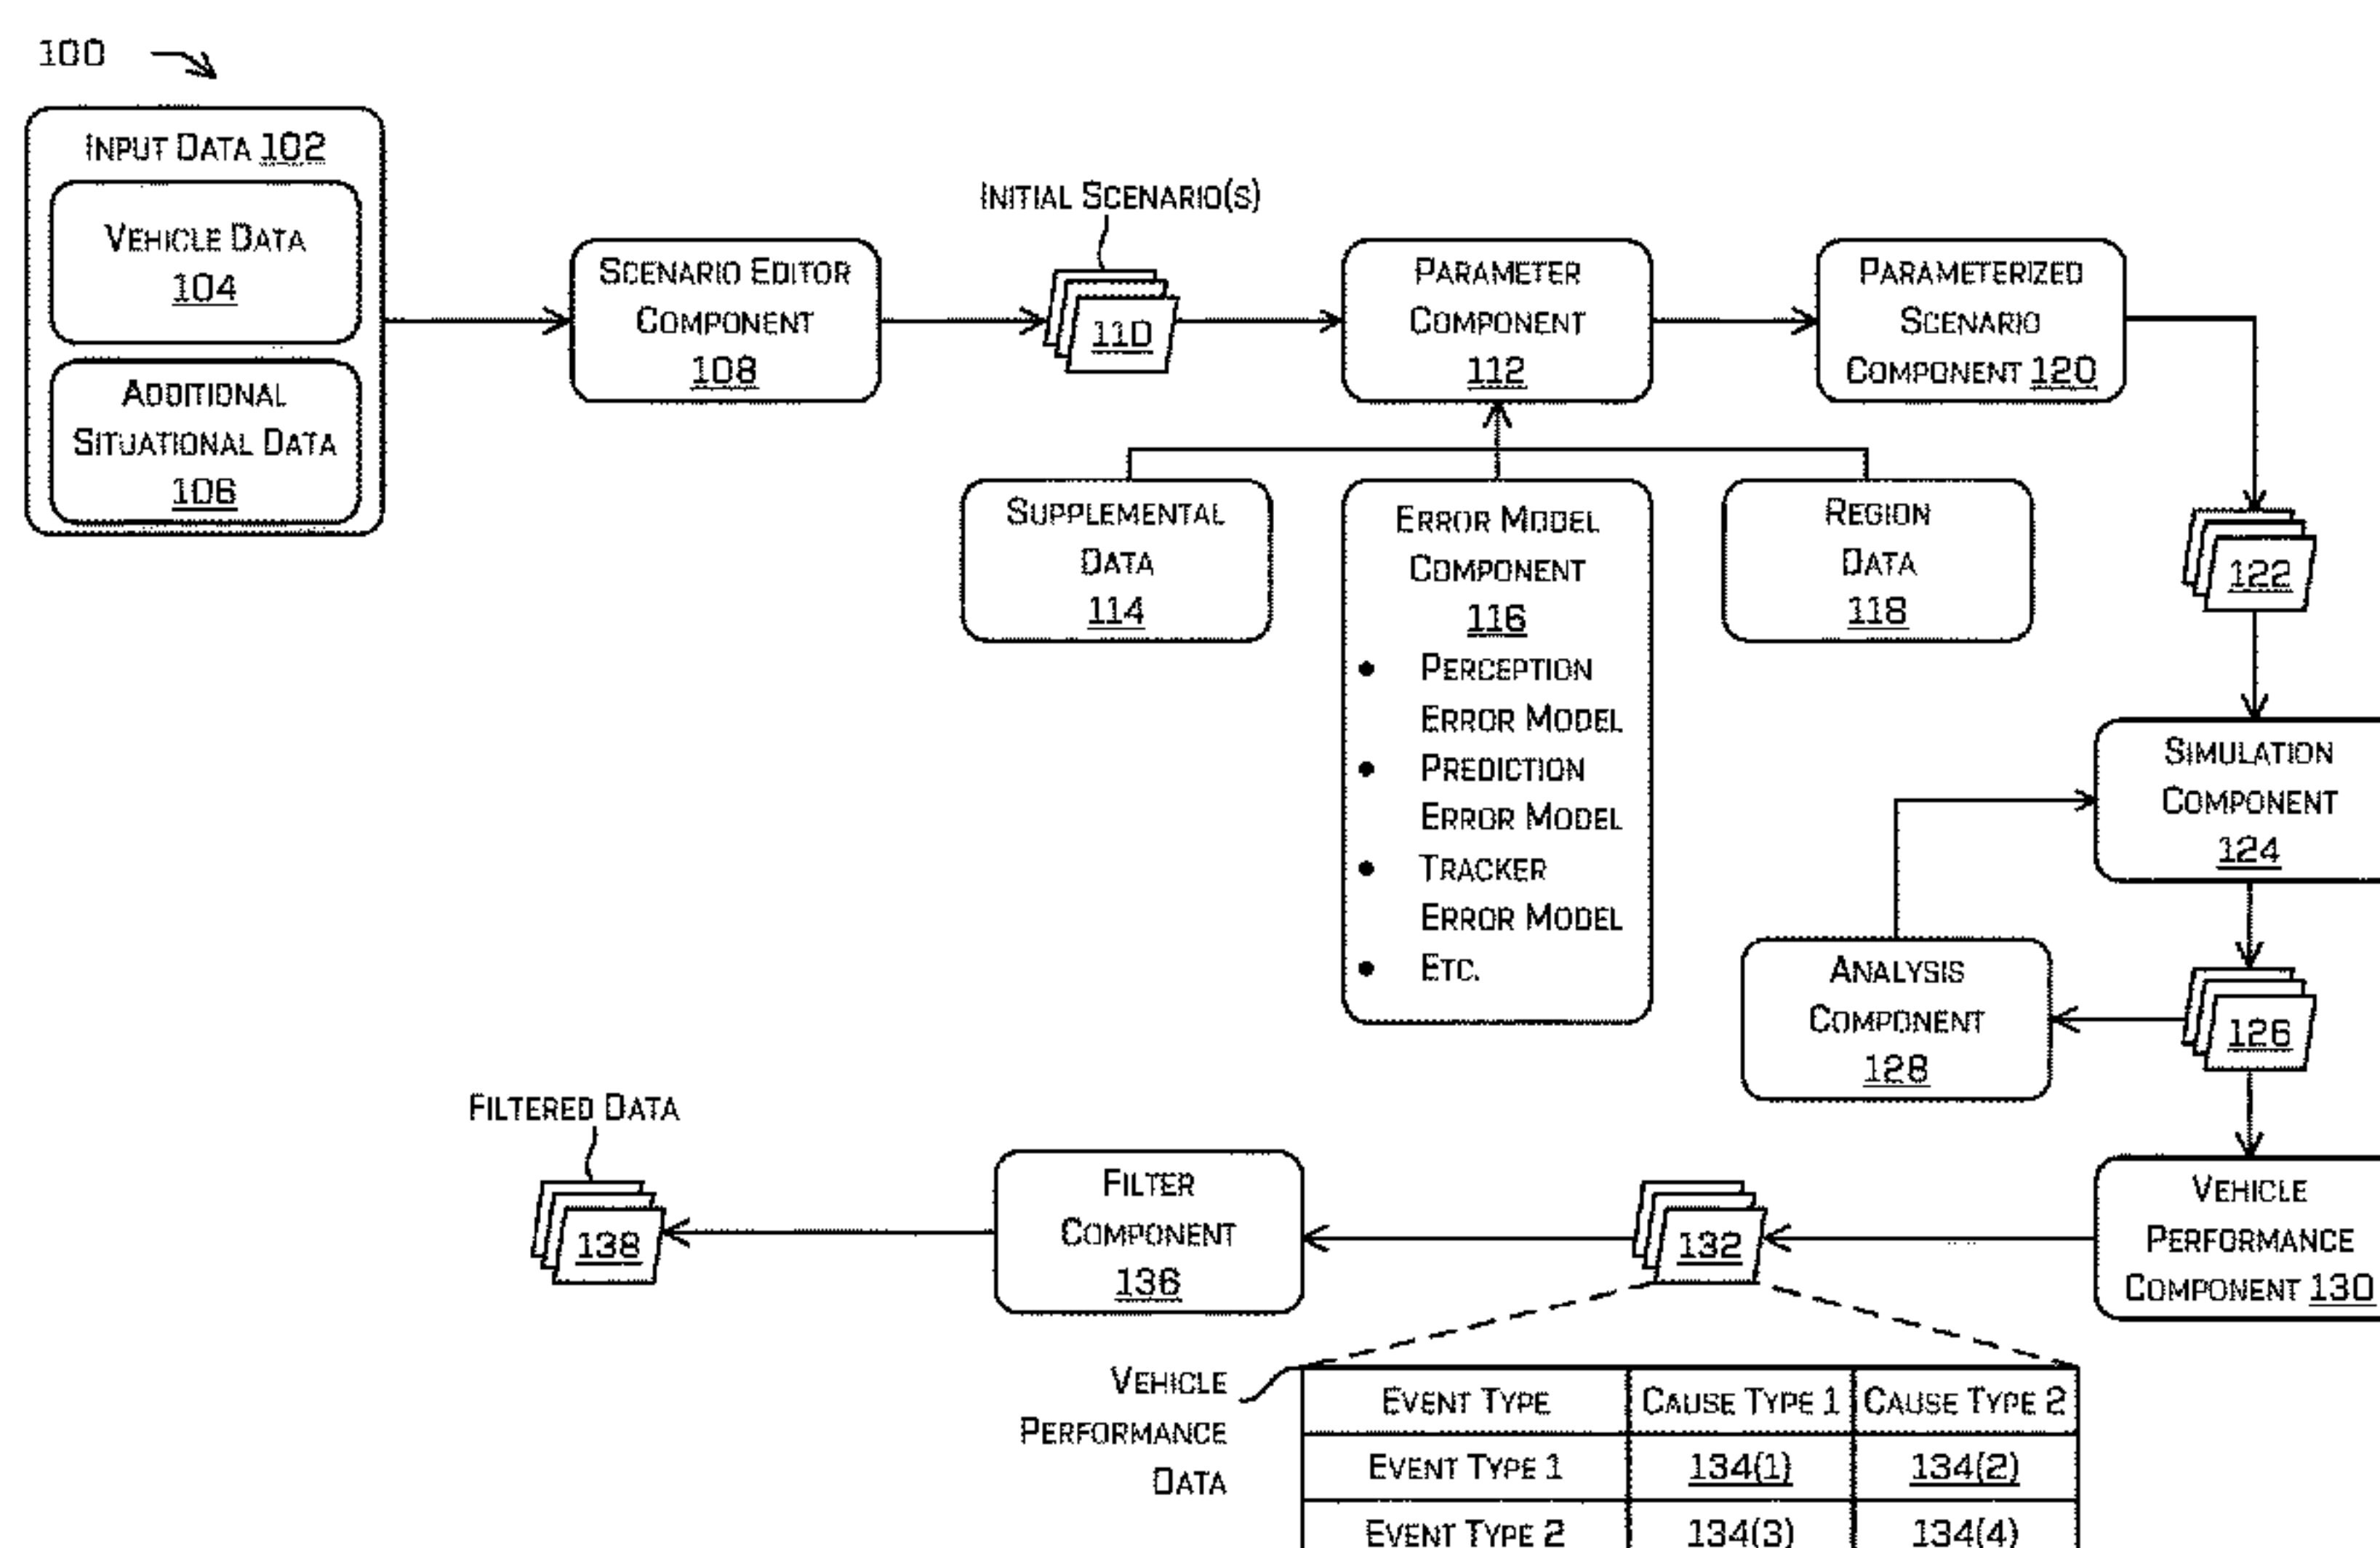 100
INPUT DATA 102
VEHICLE DATA
104
ADDITIONAL
SITUATIONAL DATA
106
SCENARIO EDITOR
COMPONENT
108
INITIAL SCENARIO(S)
110
PARAMETER
COMPONENT
112
PARAMETERIZED
SCENARIO
COMPONENT 120
SUPPLEMENTAL
DATA
114
ERROR MODEL
COMPONENT
116
• PERCEPTION
ERROR MODEL
• PREDICTION
ERROR MODEL
• TRACKER
ERROR MODEL
• ETC.
REGION
DATA
118
122
SIMULATION
COMPONENT
124
ANALYSIS
COMPONENT
128
126
VEHICLE
PERFORMANCE
COMPONENT 130
132
FILTER
COMPONENT
136
FILTERED DATA
138
VEHICLE
PERFORMANCE
DATA
EVENT TYPE CAUSE TYPE 1 CAUSE TYPE 2
EVENT TYPE 1 134(1) 134(2)
EVENT TYPE 2 134(3) 134(4)